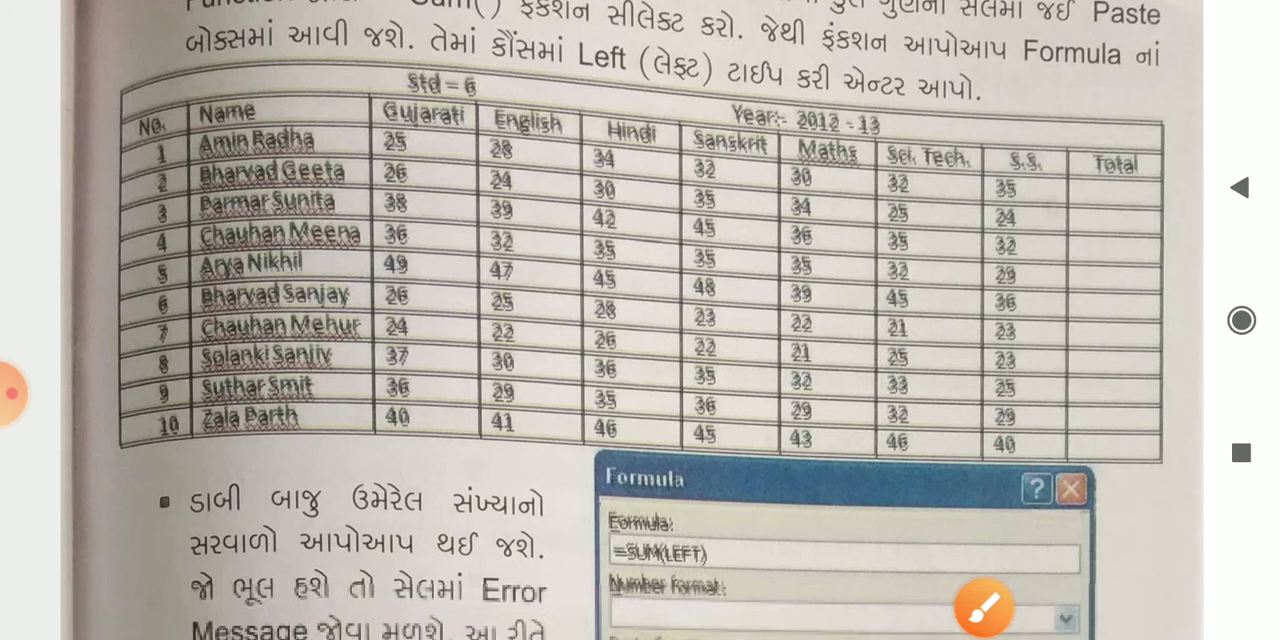 Sum() ફંકશન સીલેક્ટ કરો. જેથી ફંકશન આપોઆપ Formula નાં
સેલમાં જઈ Paste
બોક્સમાં આવી જશે. તેમાં કૌંસમાં Left (લેફ્ટ) ટાઈપ કરી એન્ટર આપો.
Std = 6 Year:- 2012 - 13
No. Name Gujarati English Hindi Sanskrit Maths Sci. Tech. S.S. Total
1 Amin Radha 25 28 34 32 30 32 35
2 Bharvad Geeta 26 24 30 35 34 25 24
3 Parmar Sunita 38 39 42 45 36 35 32
4 Chauhan Meena 36 32 35 35 35 32 29
5 Arya Nikhil 49 47 45 48 39 45 36
6 Bharvad Sanjay 26 25 28 23 22 21 23
7 Chauhan Mehur 24 22 26 22 21 25 23
8 Solanki Sanjiv 37 30 36 35 32 33 25
9 Suthar Smit 36 29 35 36 29 32 29
10 Zala Parth 40 41 46 45 43 46 40
▪ ડાબી બાજુ ઉમેરેલ સંખ્યાનો
સરવાળો આપોઆપ થઈ જશે.
જો ભૂલ હશે તો સેલમાં Error
Message જોવા મળશે. આ રીતે
Formula
Formula:
=SUM(LEFT)
Number format: